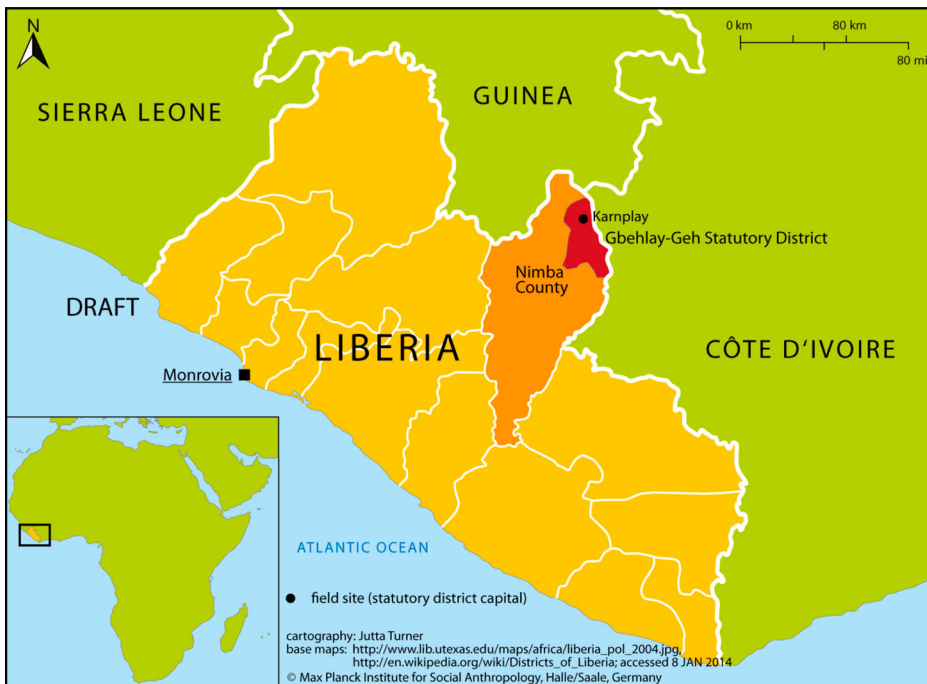 N
0 km 80 km
80 mi
SIERRA LEONE
GUINEA
Karnplay
Gbehlay-Geh Statutory District
Nimba
County
DRAFT
LIBERIA
CÔTE D'IVOIRE
Monrovia
ATLANTIC OCEAN
field site (statutory district capital)
cartography: Jutta Turner
base maps: http://www.lib.utexas.edu/maps/africa/liberia_pol_2004.jpg,
http://en.wikipedia.org/wiki/Districts_of_Liberia; accessed 8 JAN 2014
© Max Planck Institute for Social Anthropology, Halle/Saale, Germany